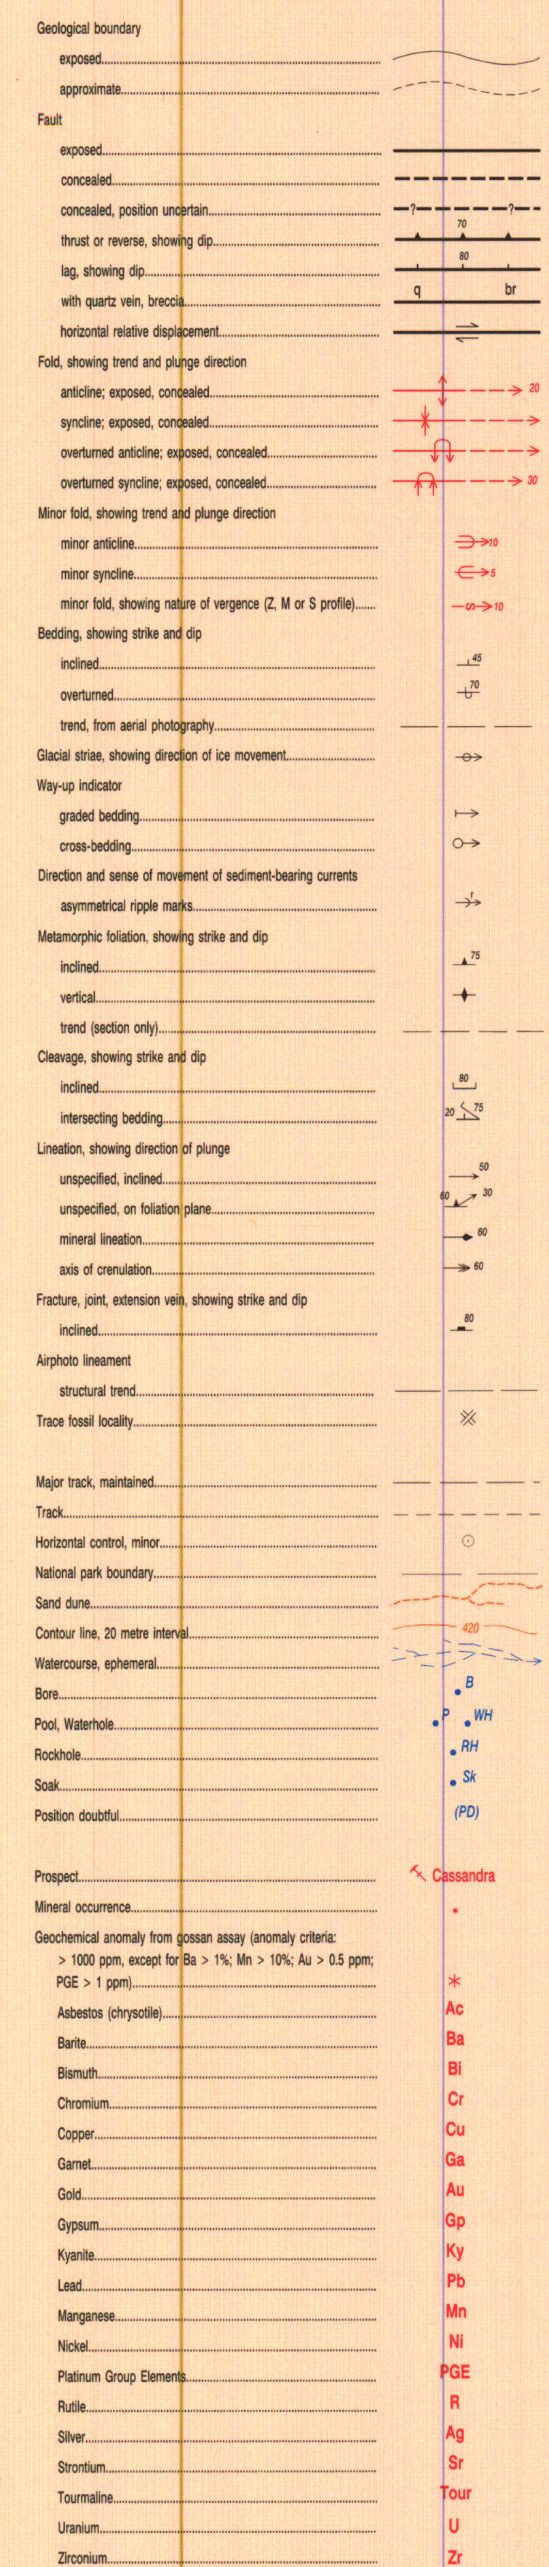 Geological boundary
exposed
approximate
Fault
exposed
concealed
concealed, position uncertain ? ?
thrust or reverse, showing dip 70
lag, showing dip 80
with quartz vein, breccia q br
horizontal relative displacement
Fold, showing trend and plunge direction
anticline; exposed, concealed 20
syncline; exposed, concealed
overturned anticline; exposed, concealed
overturned syncline; exposed, concealed 30
Minor fold, showing trend and plunge direction
minor anticline 10
minor syncline 5
minor fold, showing nature of vergence (Z, M or S profile) S 10
Bedding, showing strike and dip
inclined 45
overturned 70
trend, from aerial photography
Glacial striae, showing direction of ice movement
Way-up indicator
graded bedding
cross-bedding
Direction and sense of movement of sediment-bearing currents
asymmetrical ripple marks r
Metamorphic foliation, showing strike and dip
inclined 75
vertical
trend (section only)
Cleavage, showing strike and dip
inclined 80
intersecting bedding 20 75
Lineation, showing direction of plunge
unspecified, inclined 50
unspecified, on foliation plane 60 30
mineral lineation 60
axis of crenulation 60
Fracture, joint, extension vein, showing strike and dip
inclined 80
Airphoto lineament
structural trend
Trace fossil locality
Major track, maintained
Track
Horizontal control, minor
National park boundary
Sand dune
Contour line, 20 metre interval 420
Watercourse, ephemeral
Bore B
Pool, Waterhole P WH
Rockhole RH
Soak Sk
Position doubtful (PD)
Prospect Cassandra
Mineral occurrence
Geochemical anomaly from gossan assay (anomaly criteria:
> 1000 ppm, except for Ba > 1%; Mn > 10%; Au > 0.5 ppm;
PGE > 1 ppm)
Asbestos (chrysotile) Ac
Barite Ba
Bismuth Bi
Chromium Cr
Copper Cu
Garnet Ga
Gold Au
Gypsum Gp
Kyanite Ky
Lead Pb
Manganese Mn
Nickel Ni
Platinum Group Elements PGE
Rutile R
Silver Ag
Strontium Sr
Tourmaline Tour
Uranium U
Zirconium Zr